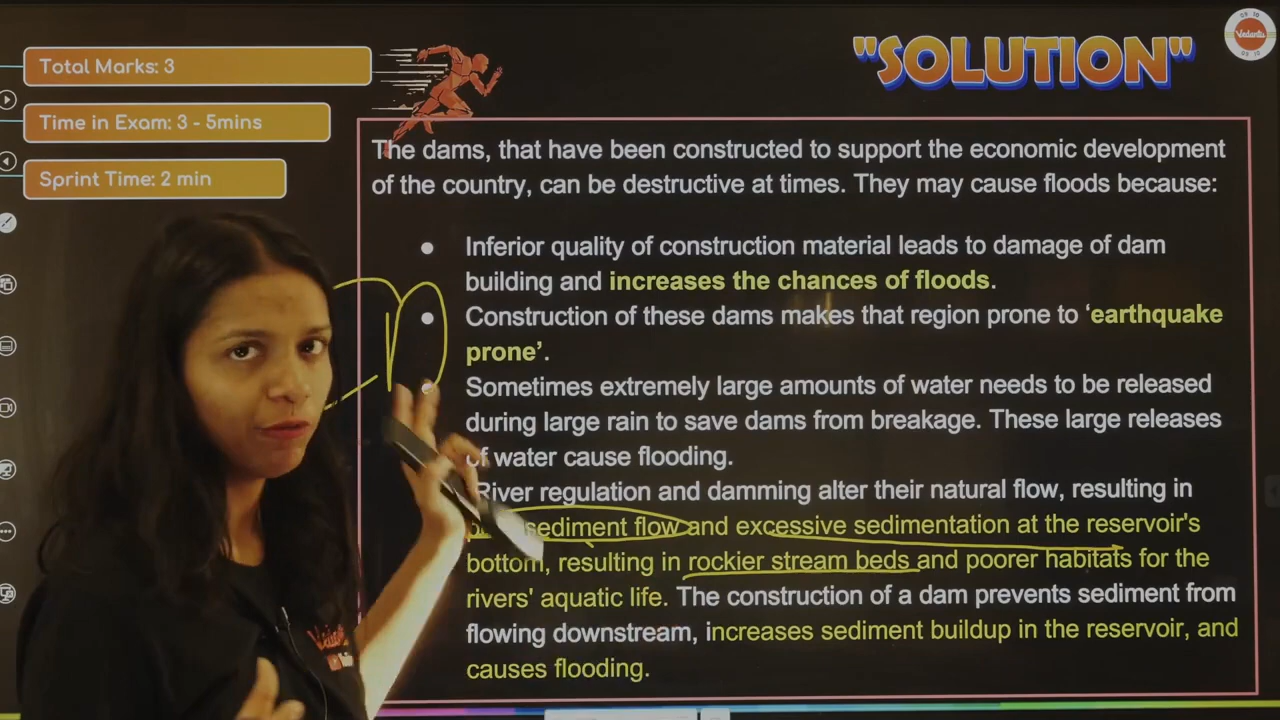 Total Marks: 3
Time in Exam: 3 - 5mins
Sprint Time: 2 min
"SOLUTION"
Vedantu
The dams, that have been constructed to support the economic development
of the country, can be destructive at times. They may cause floods because:
Inferior quality of construction material leads to damage of dam
building and increases the chances of floods.
Construction of these dams makes that region prone to ‘earthquake
prone’.
Sometimes extremely large amounts of water needs to be released
during large rain to save dams from breakage. These large releases
of water cause flooding.
River regulation and damming alter their natural flow, resulting in
sediment flow and excessive sedimentation at the reservoir's
bottom, resulting in rockier stream beds and poorer habitats for the
rivers' aquatic life. The construction of a dam prevents sediment from
flowing downstream, increases sediment buildup in the reservoir, and
causes flooding.